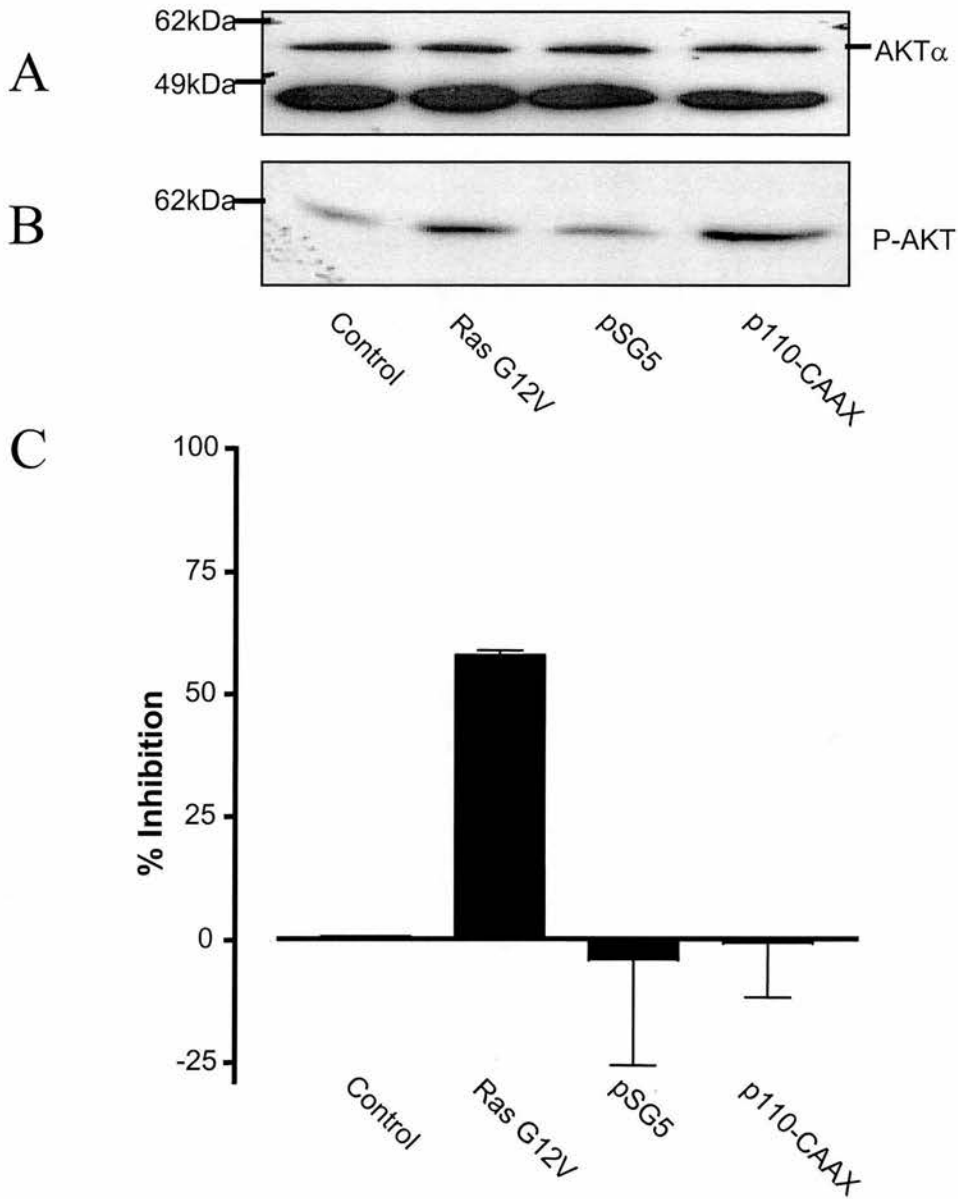 A
62kDa
AKTα
49kDa
B
62kDa
P-AKT
Control
Ras G12V
pSG5
p110-CAAX
C
100
75
50
25
0
-25
% Inhibition
Control
Ras G12V
pSG5
p110-CAAX